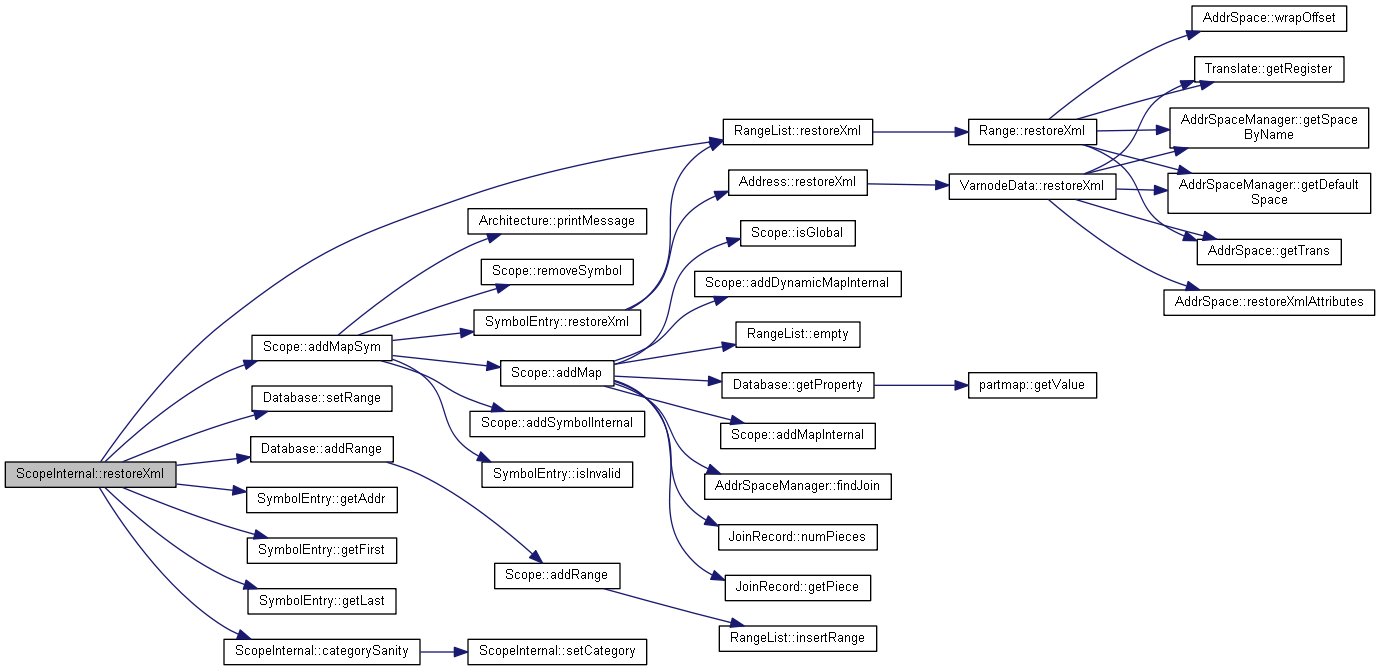 AddrSpace::wrapOffset
Translate::getRegister
AddrSpaceManager::getSpace
ByName
RangeList::restoreXml
Range::restoreXml
Address::restoreXml
VarnodeData::restoreXml
AddrSpaceManager::getDefault
Space
Architecture::printMessage
Scope::isGlobal
AddrSpace::getTrans
Scope::removeSymbol
Scope::addDynamicMapInternal
AddrSpace::restoreXmlAttributes
SymbolEntry::restoreXml
RangeList::empty
Scope::addMapSym
Scope::addMap
Database::getProperty
partmap::getValue
Database::setRange
Scope::addSymbolInternal
Scope::addMapInternal
Database::addRange
ScopeInternal::restoreXml
SymbolEntry::isInvalid
AddrSpaceManager::findJoin
SymbolEntry::getAddr
JoinRecord::numPieces
SymbolEntry::getFirst
Scope::addRange
JoinRecord::getPiece
SymbolEntry::getLast
RangeList::insertRange
ScopeInternal::categorySanity
ScopeInternal::setCategory